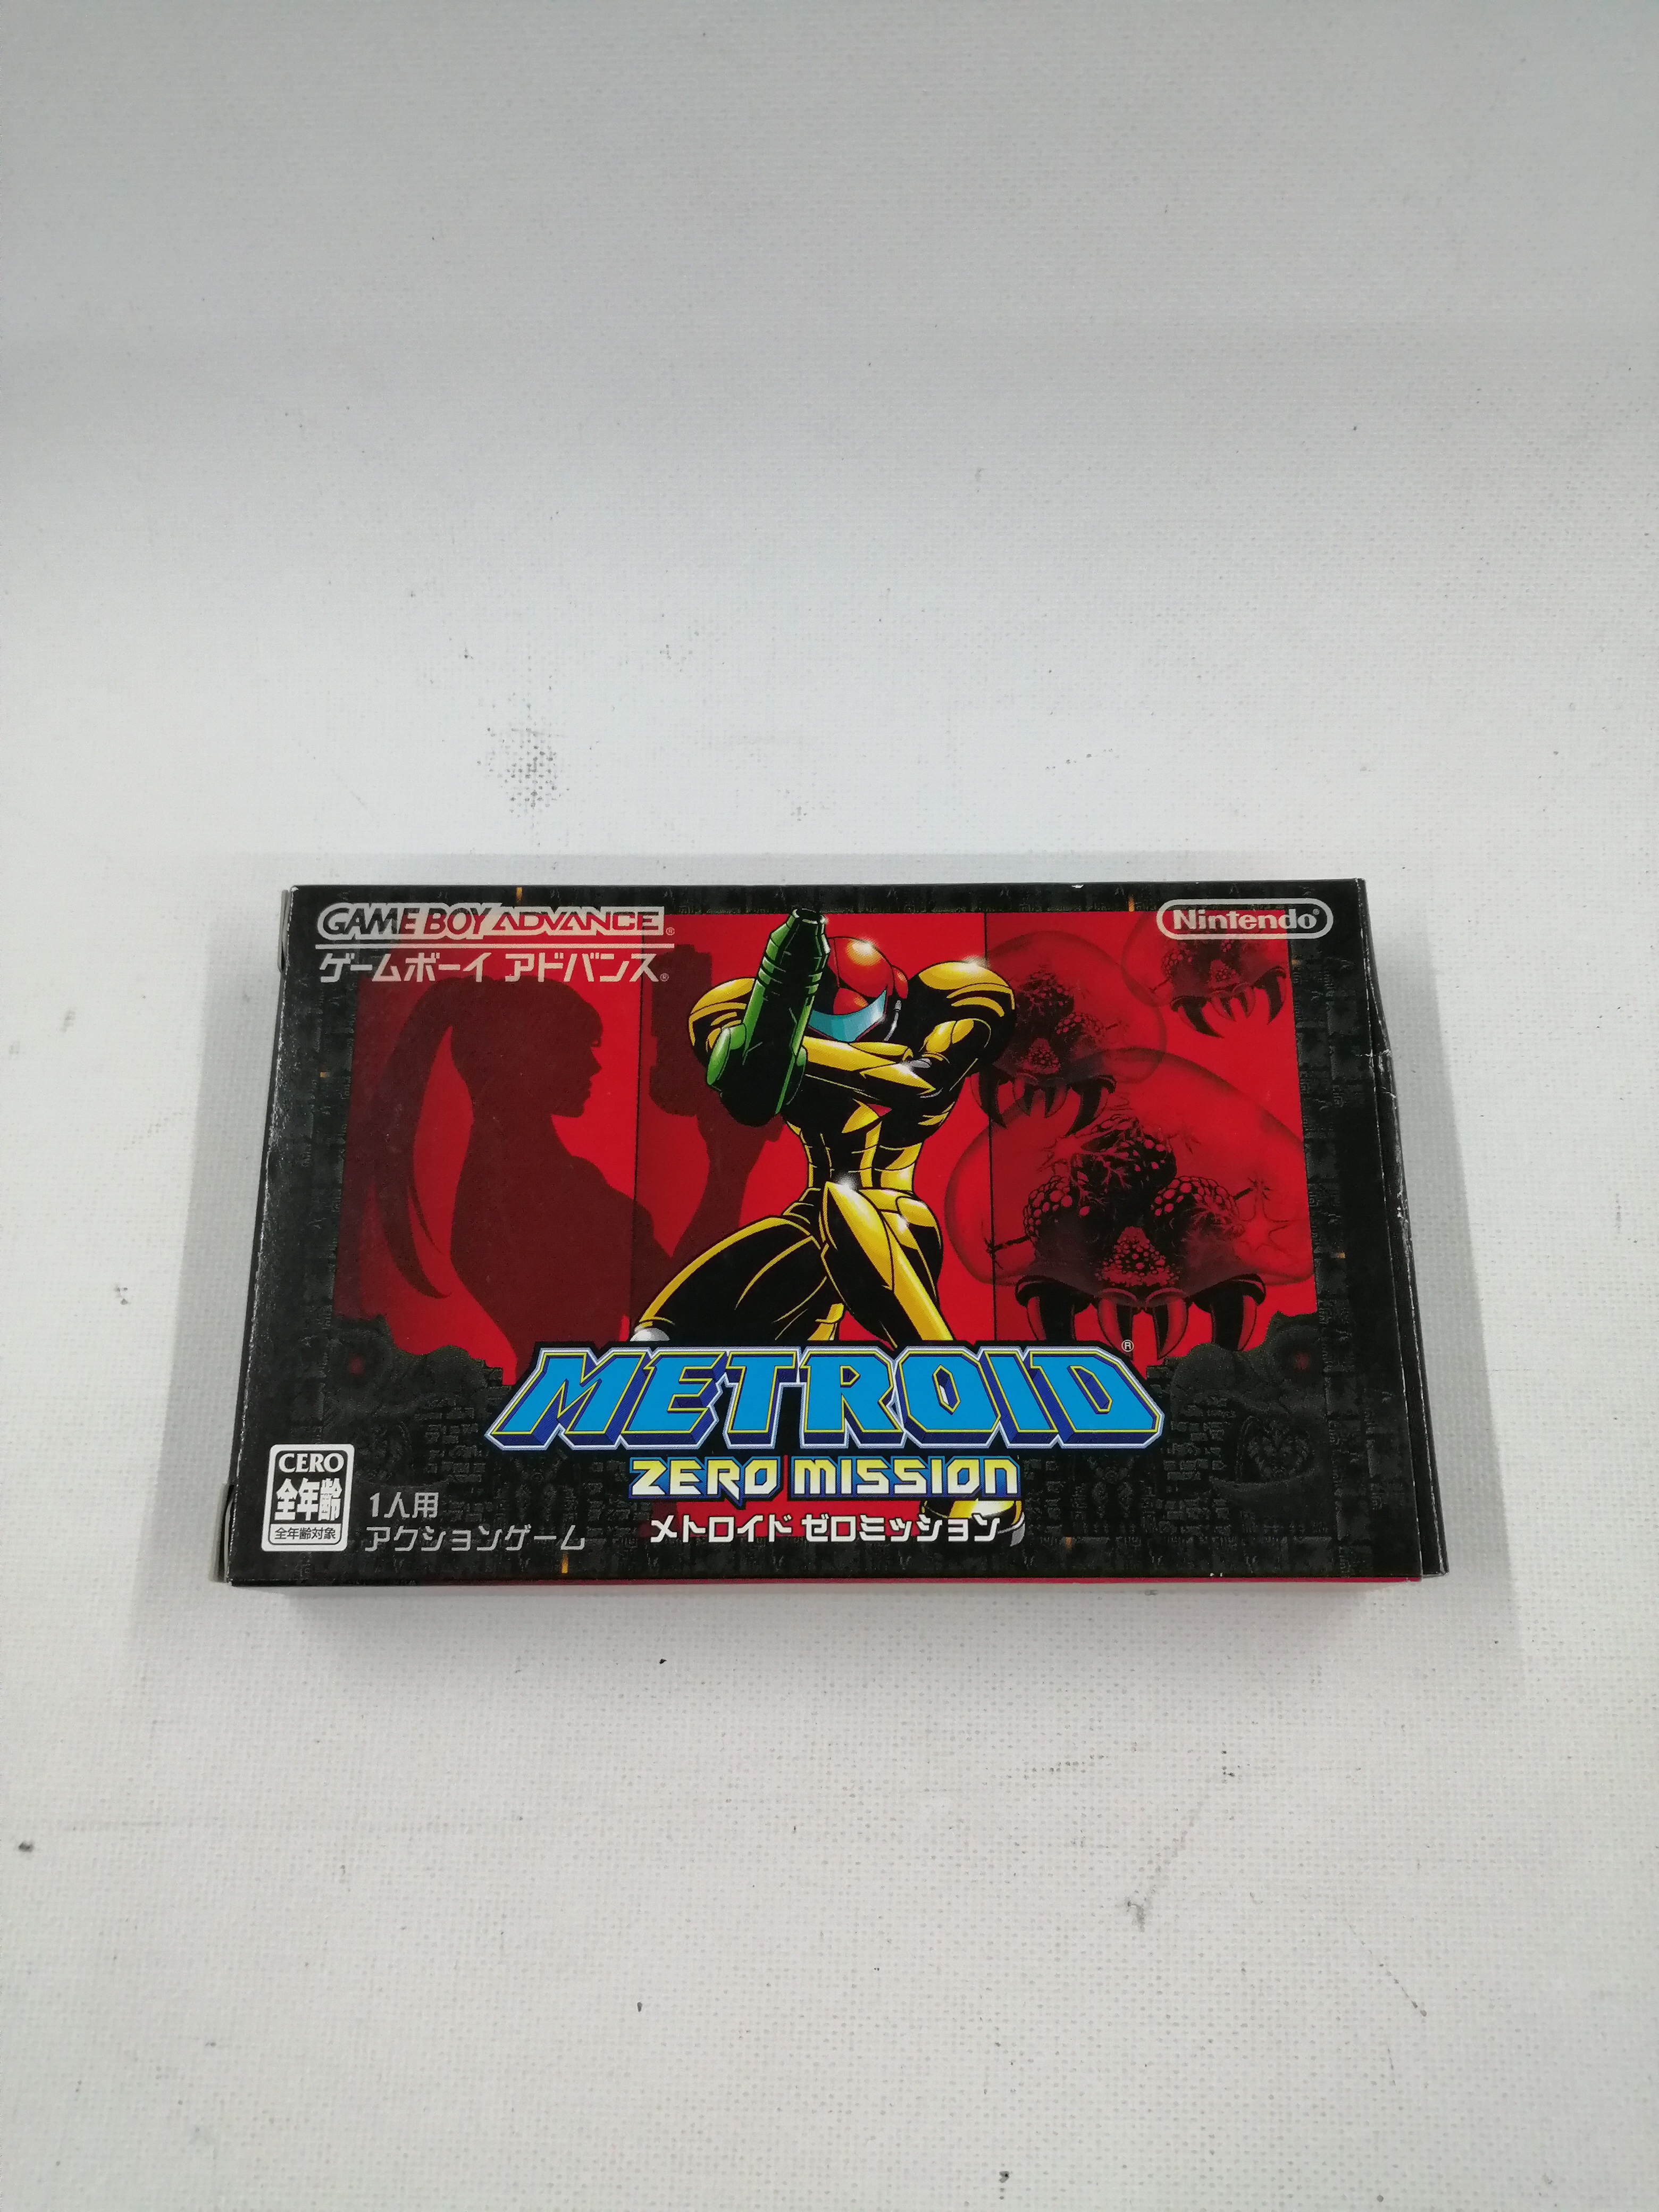 GAME BOY ADVANCE®
ゲームボーイ アドバンス®
Nintendo®
METROID®
ZERO MISSION
メトロイド ゼロミッション
CERO
全年齢
全年齢対象
1人用
アクションゲーム